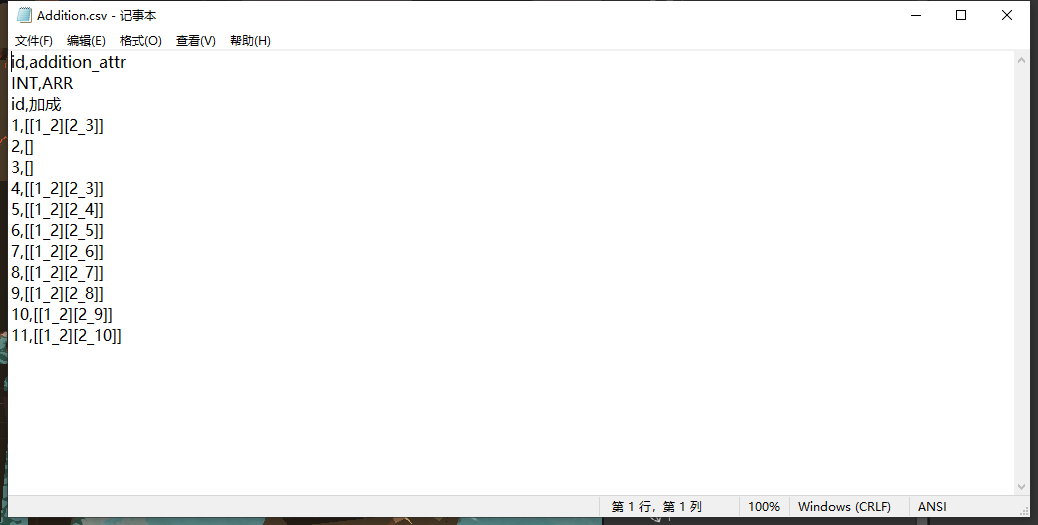 Addition.csv - 记事本
文件(F) 编辑(E) 格式(O) 查看(V) 帮助(H)
id,addition_attr
INT,ARR
id,加成
1,[[1_2][2_3]]
2,[]
3,[]
4,[[1_2][2_3]]
5,[[1_2][2_4]]
6,[[1_2][2_5]]
7,[[1_2][2_6]]
8,[[1_2][2_7]]
9,[[1_2][2_8]]
10,[[1_2][2_9]]
11,[[1_2][2_10]]
第 1 行，第 1 列 100% Windows (CRLF) ANSI